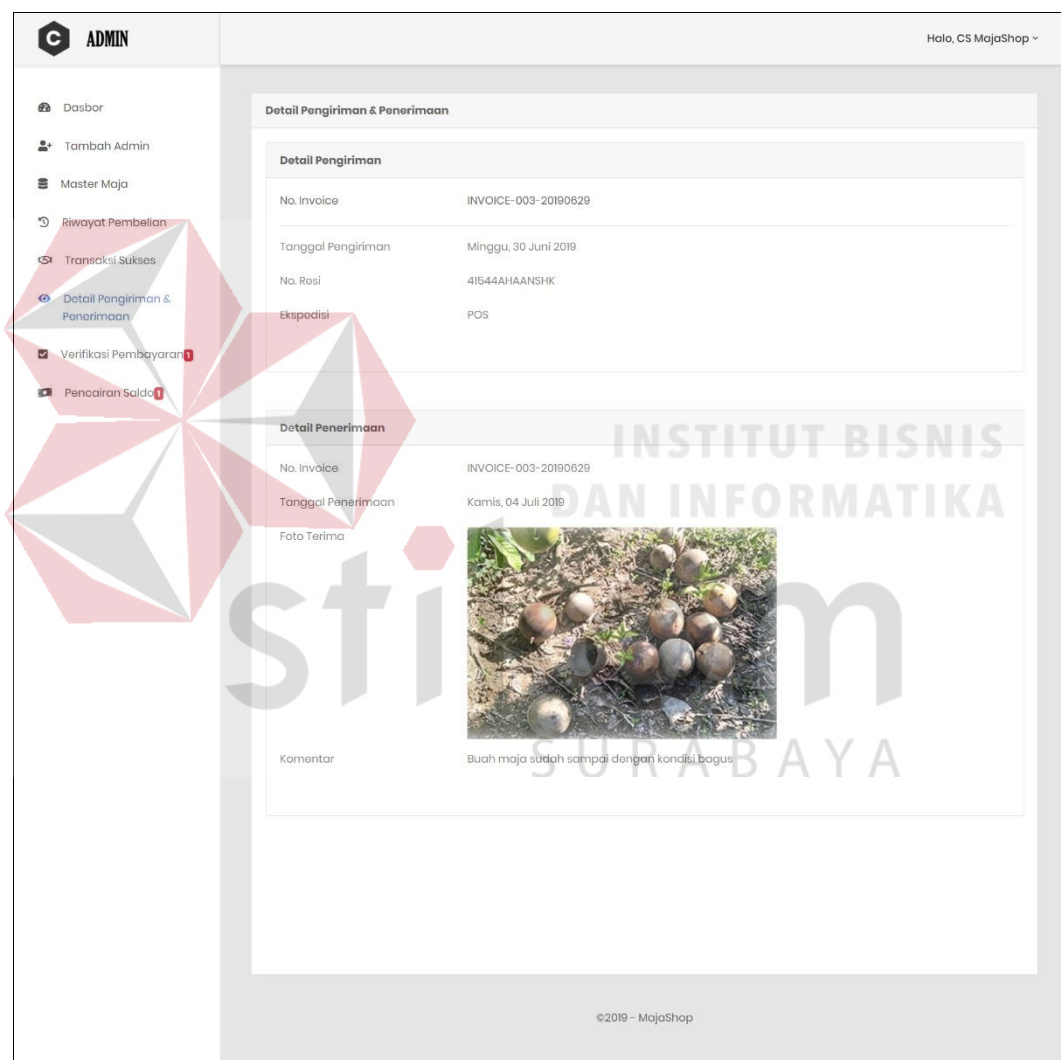 C ADMIN
Halo, CS MajaShop
Dasbor
Tambah Admin
Master Maja
Riwayat Pembelian
Transaksi Sukses
Detail Pengiriman &
Penerimaan
Verifikasi Pembayaran 1
Pencairan Saldo 1
Detail Pengiriman & Penerimaan
Detail Pengiriman
No. Invoice INVOICE-003-20190629
Tanggal Pengiriman Minggu, 30 Juni 2019
No. Resi 41544AHAANSHK
Ekspedisi POS
Detail Penerimaan
No. Invoice INVOICE-003-20190629
Tanggal Penerimaan Kamis, 04 Juli 2019
Foto Terima
Komentar Buah maja sudah sampai dengan kondisi bagus
©2019 - MajaShop
INSTITUT BISNIS
DAN INFORMATIKA
stikom
SURABAYA